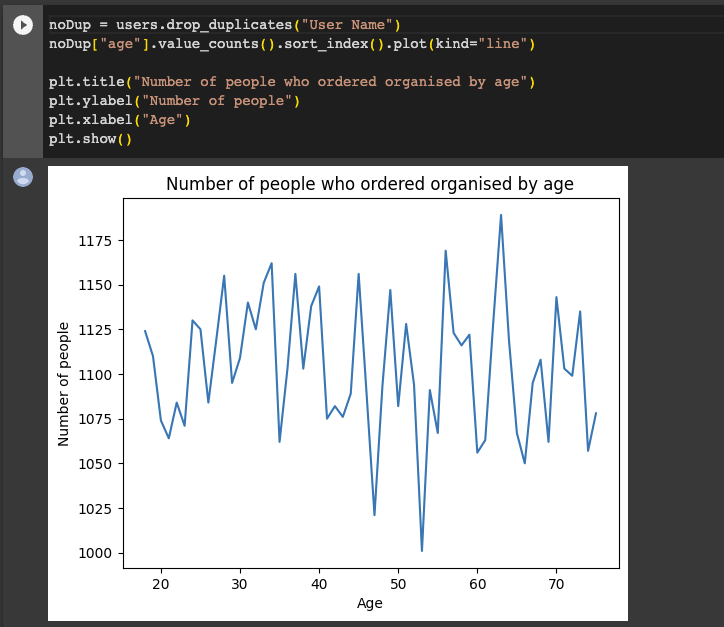 noDup = users.drop_duplicates("User Name")
noDup["age"].value_counts().sort_index().plot(kind="line")
plt.title("Number of people who ordered organised by age")
plt.ylabel("Number of people")
plt.xlabel("Age")
plt.show()
Number of people who ordered organised by age
1175
1150
1125
1100
1075
1050
1025
1000
Number of people
20 30 40 50 60 70
Age